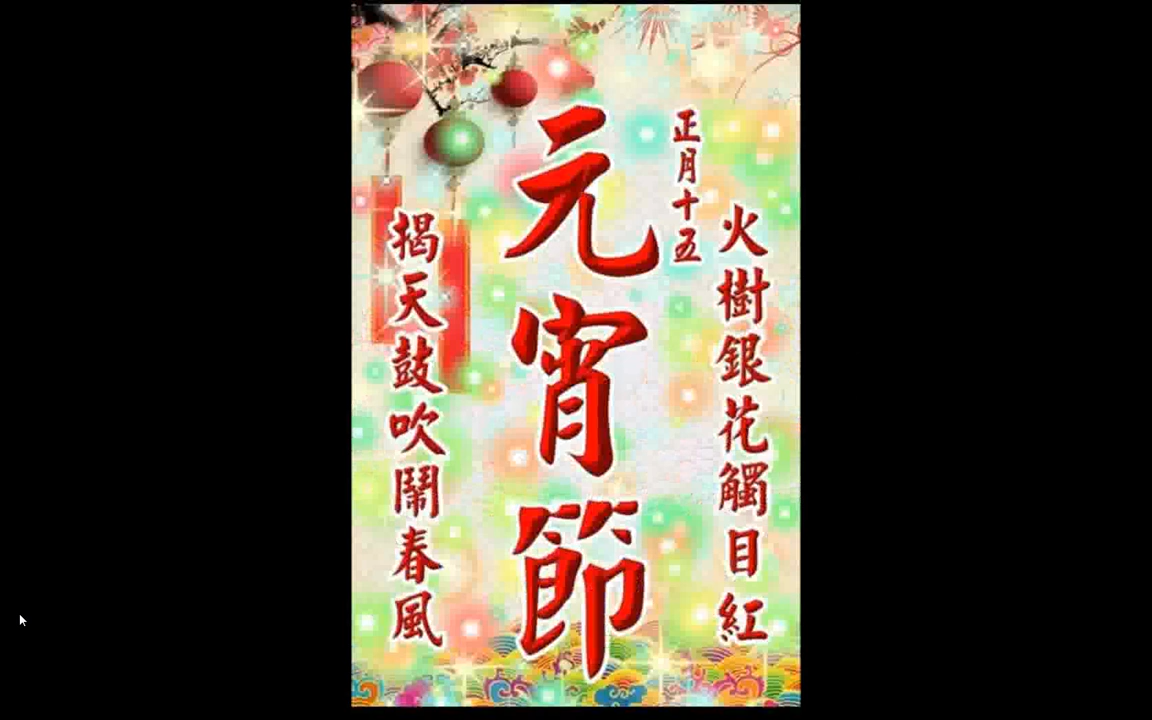 火樹銀花觸目紅
正月十五
元宵節
揭天鼓吹鬧春風